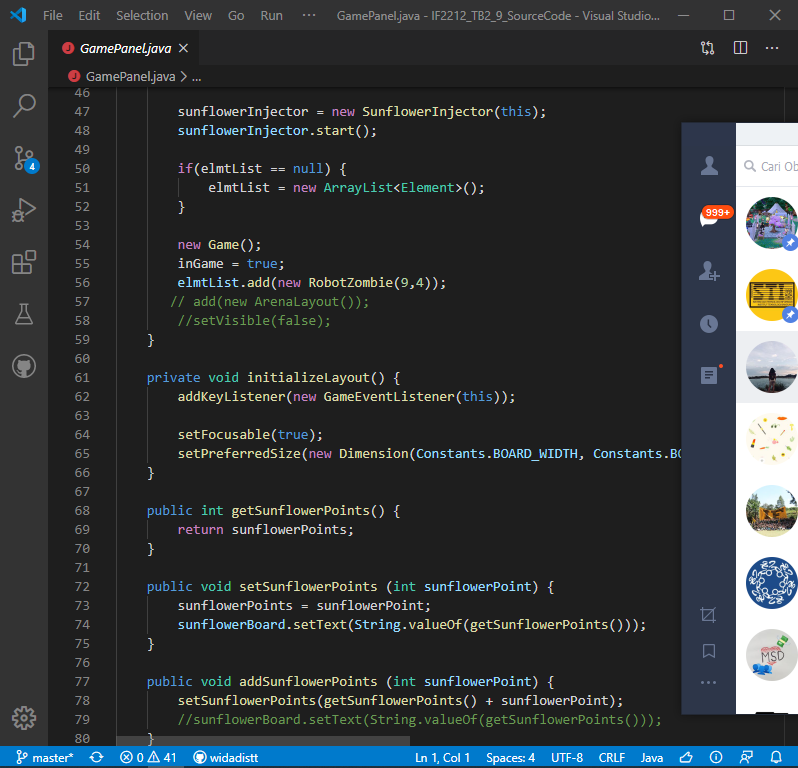 File Edit Selection View Go Run ··· GamePanel.java - IF2212_TB2_9_SourceCode - Visual Studio...
GamePanel.java
GamePanel.java > ...
46
47 sunflowerInjector = new SunflowerInjector(this);
48 sunflowerInjector.start();
49
50 if(elmtList == null) {
51 elmtList = new ArrayList<Element>();
52 }
53
54 new Game();
55 inGame = true;
56 elmtList.add(new RobotZombie(9,4));
57 // add(new ArenaLayout());
58 //setVisible(false);
59 }
60
61 private void initializeLayout() {
62 addKeyListener(new GameEventListener(this));
63
64 setFocusable(true);
65 setPreferredSize(new Dimension(Constants.BOARD_WIDTH, Constants.BO
66 }
67
68 public int getSunflowerPoints() {
69 return sunflowerPoints;
70 }
71
72 public void setSunflowerPoints (int sunflowerPoint) {
73 sunflowerPoints = sunflowerPoint;
74 sunflowerBoard.setText(String.valueOf(getSunflowerPoints()));
75 }
76
77 public void addSunflowerPoints (int sunflowerPoint) {
78 setSunflowerPoints(getSunflowerPoints() + sunflowerPoint);
79 //sunflowerBoard.setText(String.valueOf(getSunflowerPoints()));
80 }
4
999+
Cari Ob
STI
MSD
master* 0 41 widadistt Ln 1, Col 1 Spaces: 4 UTF-8 CRLF Java